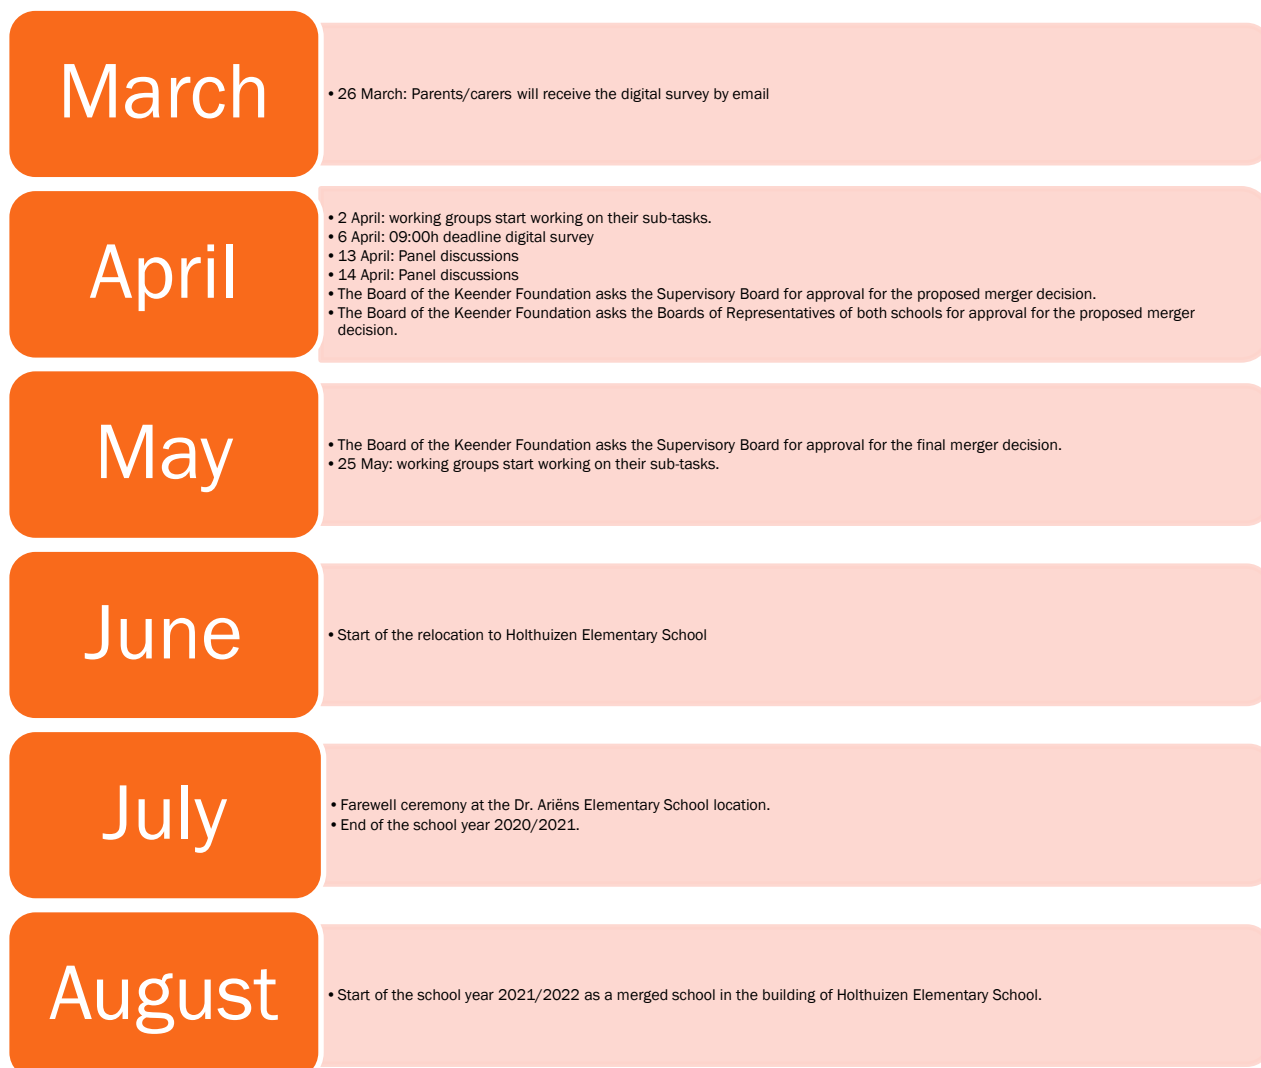 March
• 26 March: Parents/carers will receive the digital survey by email
April
• 2 April: working groups start working on their sub-tasks.
• 6 April: 09:00h deadline digital survey
• 13 April: Panel discussions
• 14 April: Panel discussions
• The Board of the Keender Foundation asks the Supervisory Board for approval for the proposed merger decision.
• The Board of the Keender Foundation asks the Boards of Representatives of both schools for approval for the proposed merger
decision.
May
• The Board of the Keender Foundation asks the Supervisory Board for approval for the final merger decision.
• 25 May: working groups start working on their sub-tasks.
June
• Start of the relocation to Holthuizen Elementary School
July
• Farewell ceremony at the Dr. Ariëns Elementary School location.
• End of the school year 2020/2021.
August
• Start of the school year 2021/2022 as a merged school in the building of Holthuizen Elementary School.